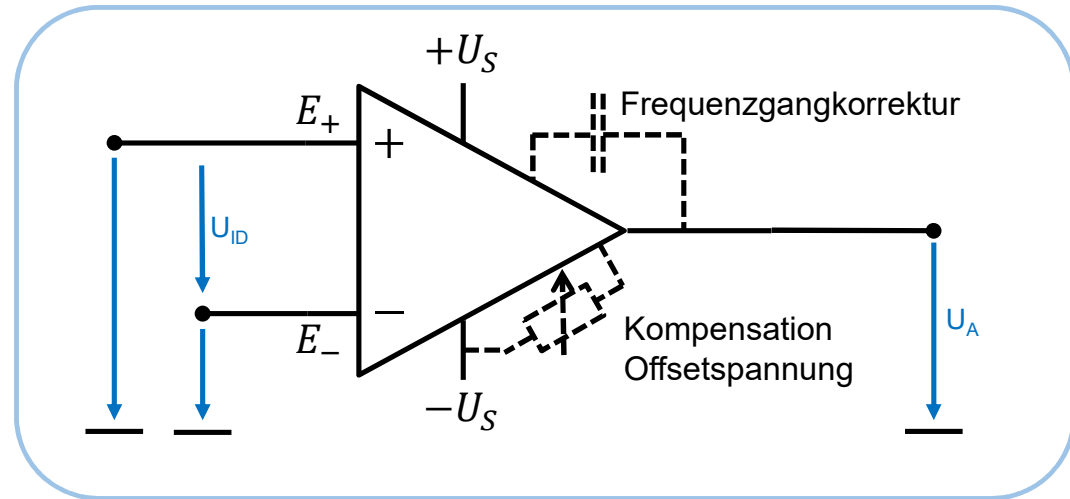 +U_S
Frequenzgangkorrektur
E_+
+
U_ID
−
E_−
Kompensation
Offsetspannung
U_A
−U_S